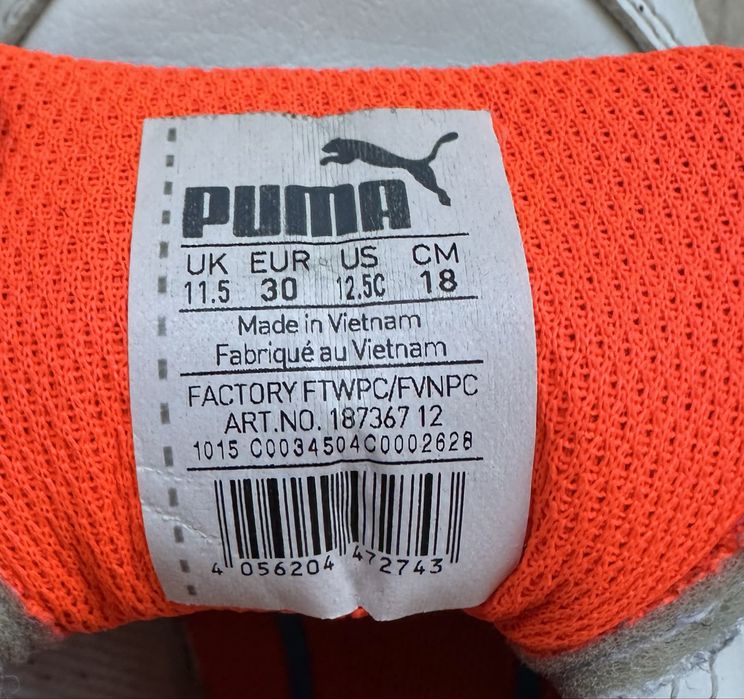 PUMA
UK EUR US CM
11.5 30 12.5C 18
Made in Vietnam
Fabriqué au Vietnam
FACTORY FTWPC/FVNPC
ART.NO. 187367 12
1015 C0034504C0002628
4 056204 472743